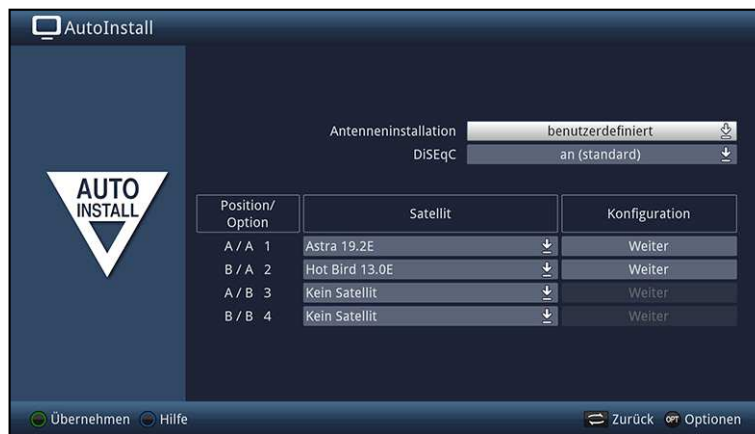 AutoInstall
Antenneninstallation benutzerdefiniert
DiSEqC an (standard)
AUTO
INSTALL
Position/
Option Satellit Konfiguration
A / A 1 Astra 19.2E Weiter
B / A 2 Hot Bird 13.0E Weiter
A / B 3 Kein Satellit Weiter
B / B 4 Kein Satellit Weiter
Übernehmen Hilfe Zurück OPT Optionen